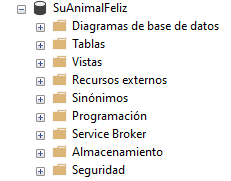 SuAnimalFeliz
Diagramas de base de datos
Tablas
Vistas
Recursos externos
Sinónimos
Programación
Service Broker
Almacenamiento
Seguridad